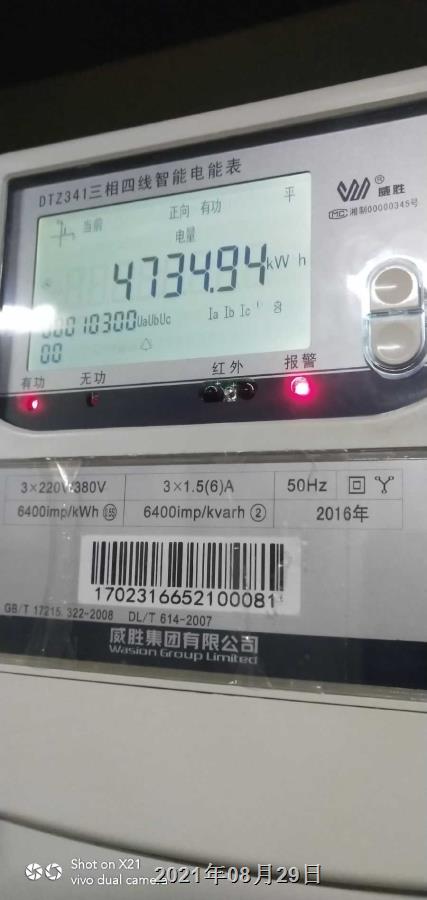 DTZ341三相四线智能电能表
威胜
MC 湘制00000345号
当前 正向 有功 平
电量
4734.94 kW h
00010300 UaUbUc Ia Ib Ic
00
有功 无功 红外 报警
3×220V/380V 3×1.5(6)A 50Hz
6400imp/kWh 6400imp/kvarh ② 2016年
1702316652100081
GB/T 17215.322-2008 DL/T 614-2007
威胜集团有限公司
Wasion Group Limited
Shot on X21
vivo dual camera
2021年08月29日